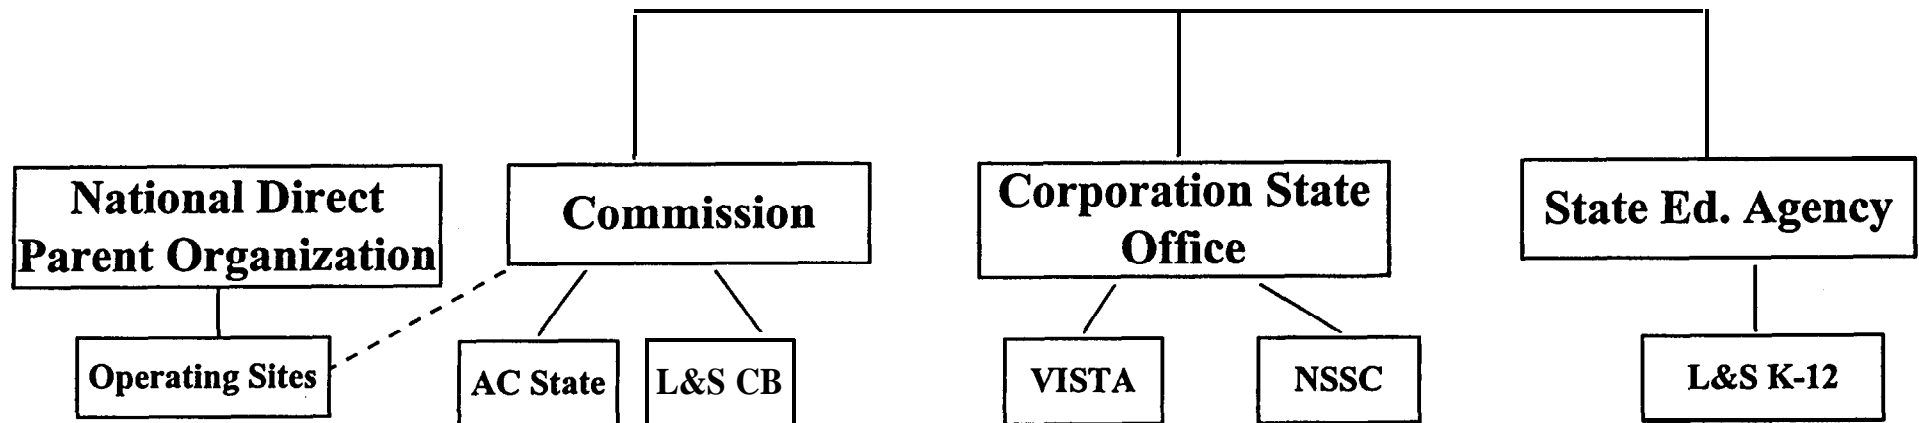 National Direct
Parent Organization
Commission
Corporation State
Office
State Ed. Agency
Operating Sites
AC State
L&S CB
VISTA
NSSC
L&S K-12